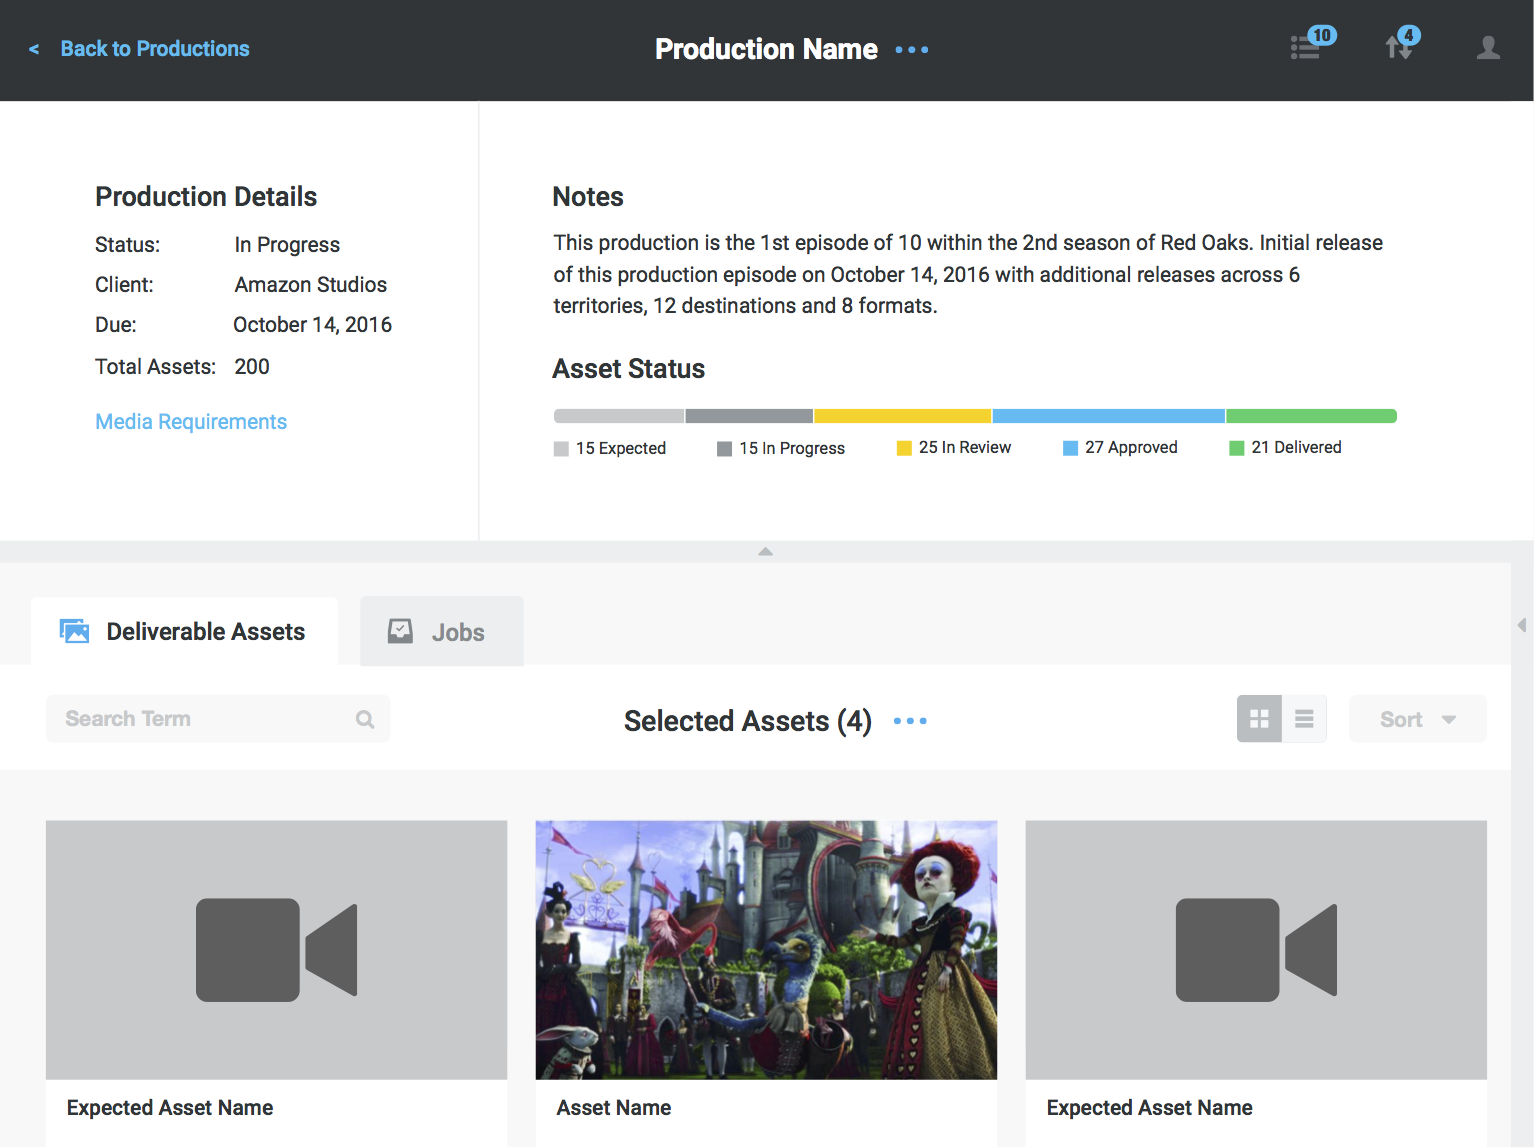 < Back to Productions
Production Name
10
4
Production Details
Status: In Progress
Client: Amazon Studios
Due: October 14, 2016
Total Assets: 200
Media Requirements
Notes
This production is the 1st episode of 10 within the 2nd season of Red Oaks. Initial release
of this production episode on October 14, 2016 with additional releases across 6
territories, 12 destinations and 8 formats.
Asset Status
15 Expected
15 In Progress
25 In Review
27 Approved
21 Delivered
Deliverable Assets
Jobs
Search Term
Selected Assets (4)
Sort
Expected Asset Name
Asset Name
Expected Asset Name